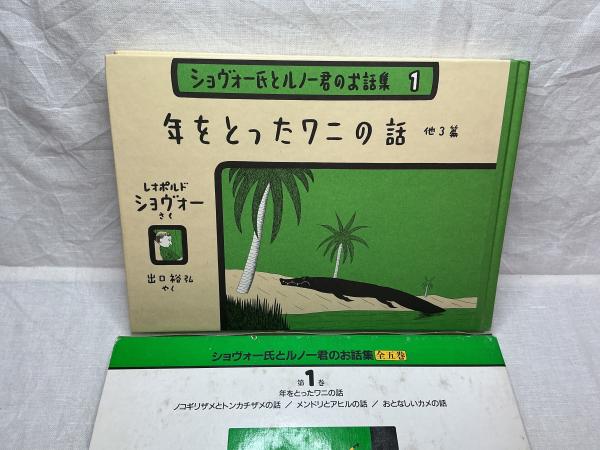 ショヴォー氏とルノー君のお話集 1
年をとったワニの話 他3篇
レオポルド
ショヴォー
さく
出口裕弘
やく
ショヴォー氏とルノー君のお話集 全五巻
第1巻
年をとったワニの話
ノコギリザメとトンカチザメの話 / メンドリとアヒルの話 / おとなしいカメの話